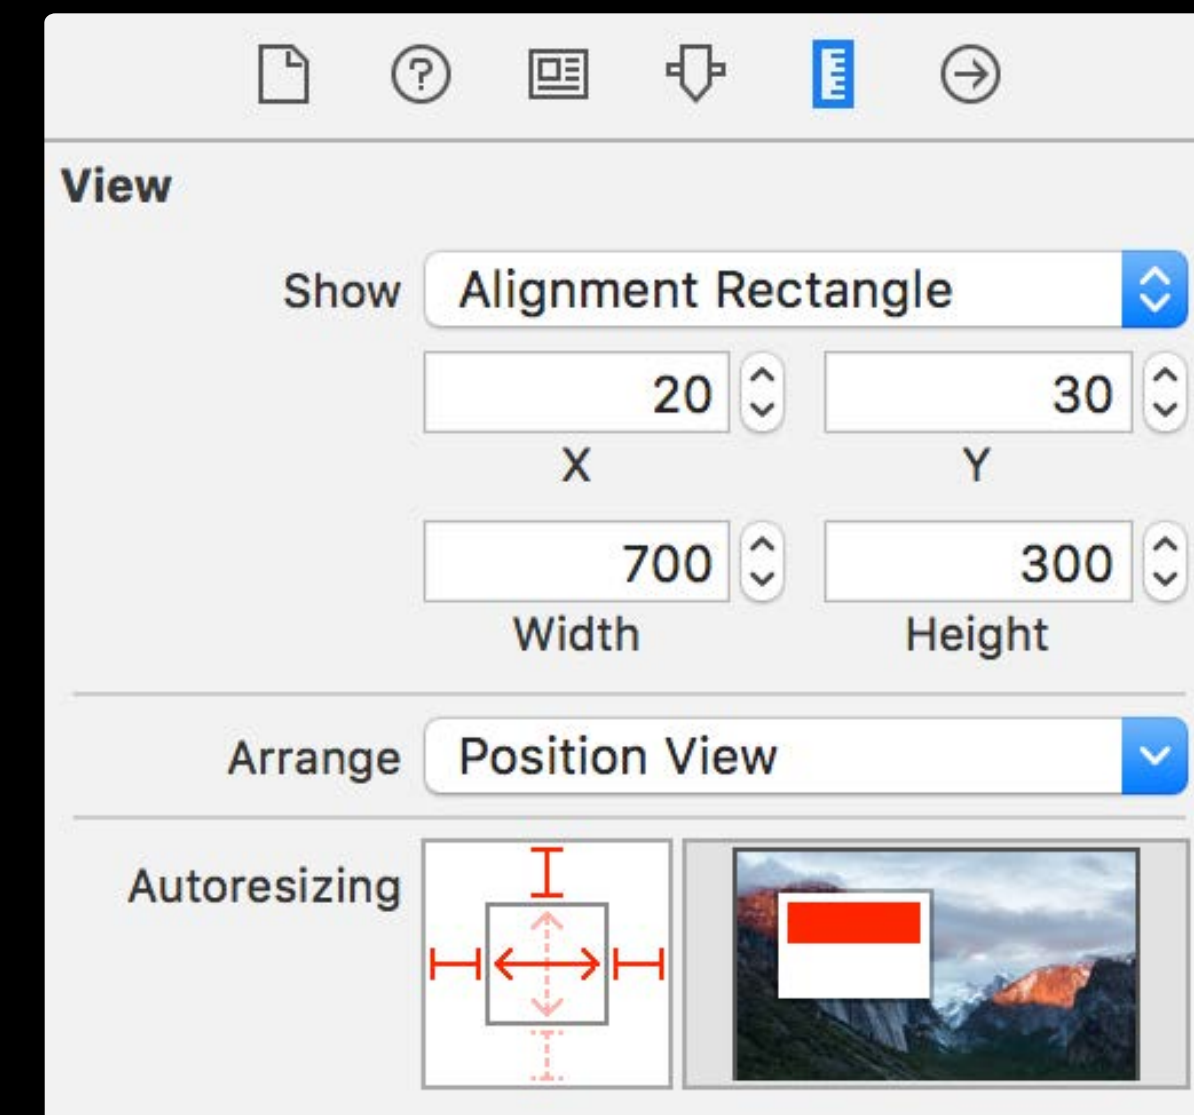 View
Show Alignment Rectangle
20 30
X Y
700 300
Width Height
Arrange Position View
Autoresizing